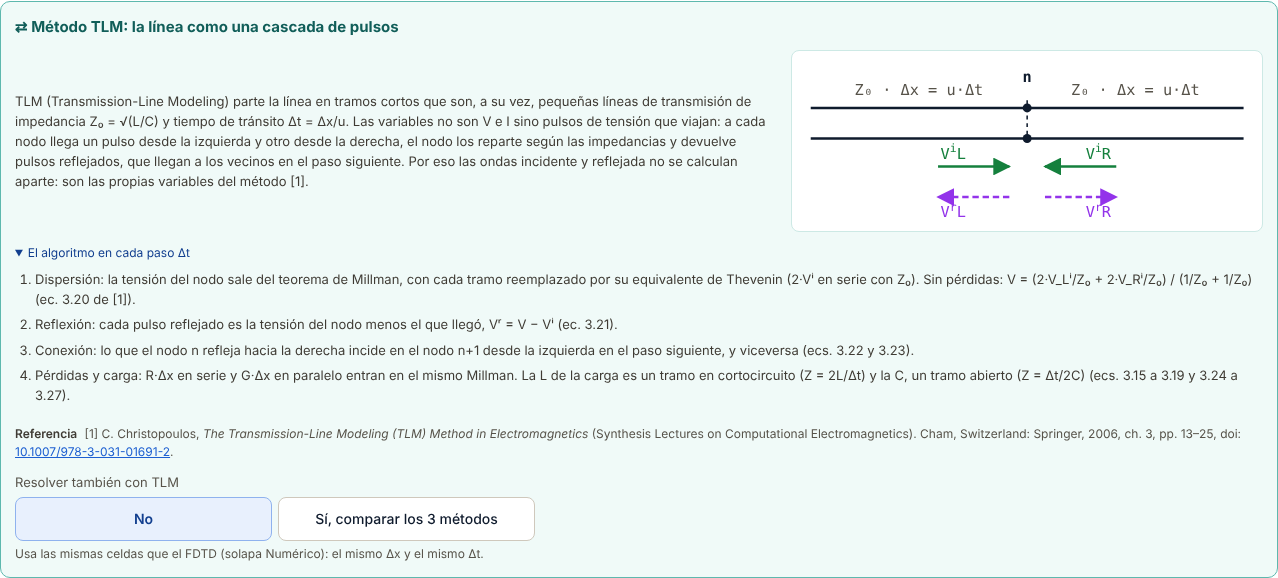 ⇄ Método TLM: la línea como una cascada de pulsos
TLM (Transmission-Line Modeling) parte la línea en tramos cortos que son, a su vez, pequeñas líneas de transmisión de
impedancia Z₀ = √(L/C) y tiempo de tránsito Δt = Δx/u. Las variables no son V e I sino pulsos de tensión que viajan: a cada
nodo llega un pulso desde la izquierda y otro desde la derecha, el nodo los reparte según las impedancias y devuelve
pulsos reflejados, que llegan a los vecinos en el paso siguiente. Por eso las ondas incidente y reflejada no se calculan
aparte: son las propias variables del método [1].
n
Z₀ · Δx = u·Δt
Z₀ · Δx = u·Δt
VⁱL
VⁱR
VʳL
VʳR
▼ El algoritmo en cada paso Δt
1. Dispersión: la tensión del nodo sale del teorema de Millman, con cada tramo reemplazado por su equivalente de Thevenin (2·Vⁱ en serie con Z₀). Sin pérdidas: V = (2·V_Lⁱ/Z₀ + 2·V_Rⁱ/Z₀) / (1/Z₀ + 1/Z₀)
(ec. 3.20 de [1]).
2. Reflexión: cada pulso reflejado es la tensión del nodo menos el que llegó, Vʳ = V − Vⁱ (ec. 3.21).
3. Conexión: lo que el nodo n refleja hacia la derecha incide en el nodo n+1 desde la izquierda en el paso siguiente, y viceversa (ecs. 3.22 y 3.23).
4. Pérdidas y carga: R·Δx en serie y G·Δx en paralelo entran en el mismo Millman. La L de la carga es un tramo en cortocircuito (Z = 2L/Δt) y la C, un tramo abierto (Z = Δt/2C) (ecs. 3.15 a 3.19 y 3.24 a
3.27).
Referencia [1] C. Christopoulos, The Transmission-Line Modeling (TLM) Method in Electromagnetics (Synthesis Lectures on Computational Electromagnetics). Cham, Switzerland: Springer, 2006, ch. 3, pp. 13–25, doi:
10.1007/978-3-031-01691-2.
Resolver también con TLM
No
Sí, comparar los 3 métodos
Usa las mismas celdas que el FDTD (solapa Numérico): el mismo Δx y el mismo Δt.